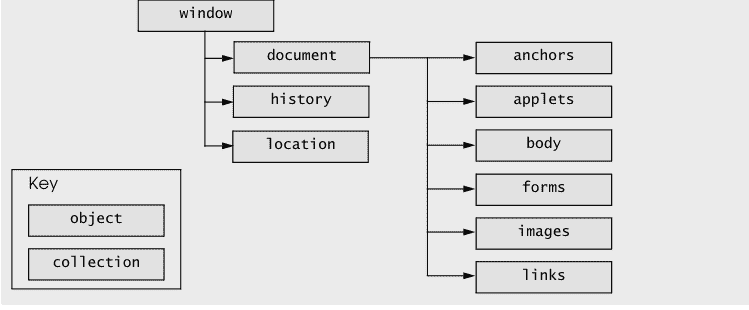 window
document
anchors
history
applets
location
body
Key
forms
object
images
collection
links